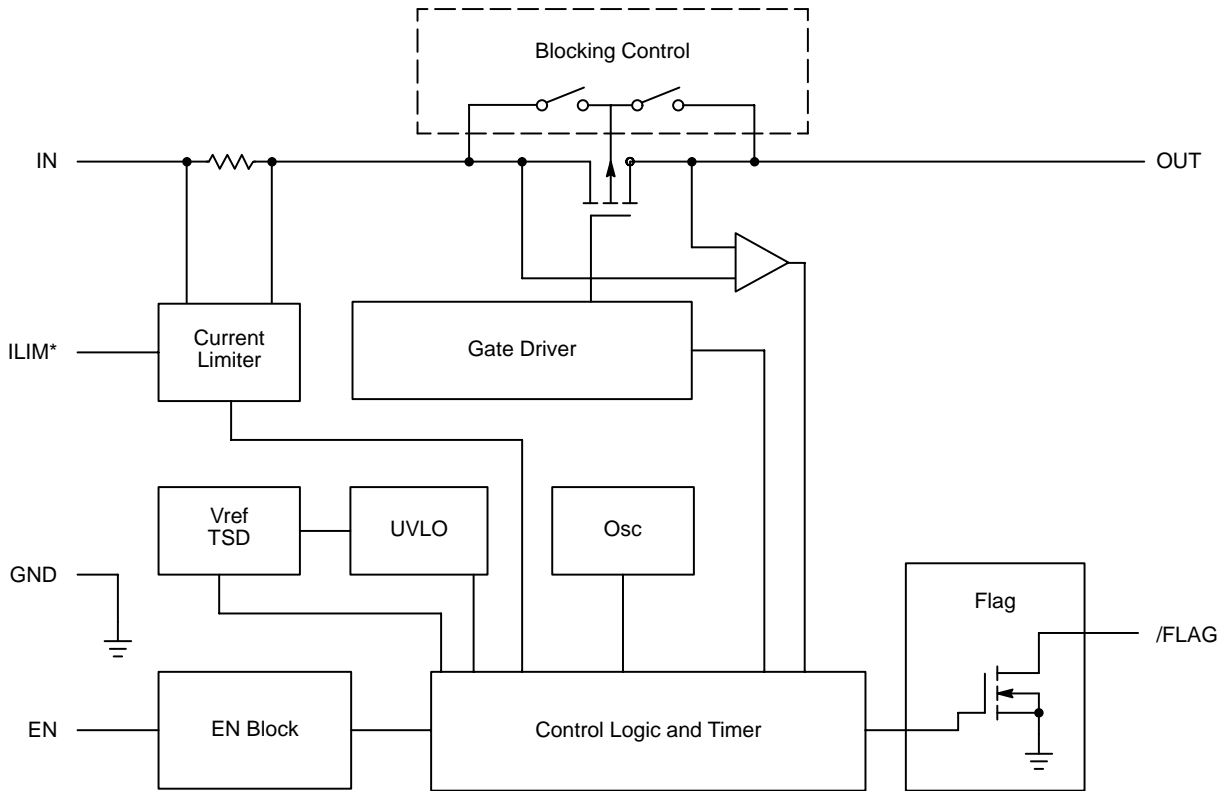 Blocking Control
IN
OUT
ILIM*
Current
Limiter
Gate Driver
Vref
TSD
UVLO
Osc
GND
Flag
/FLAG
EN
EN Block
Control Logic and Timer